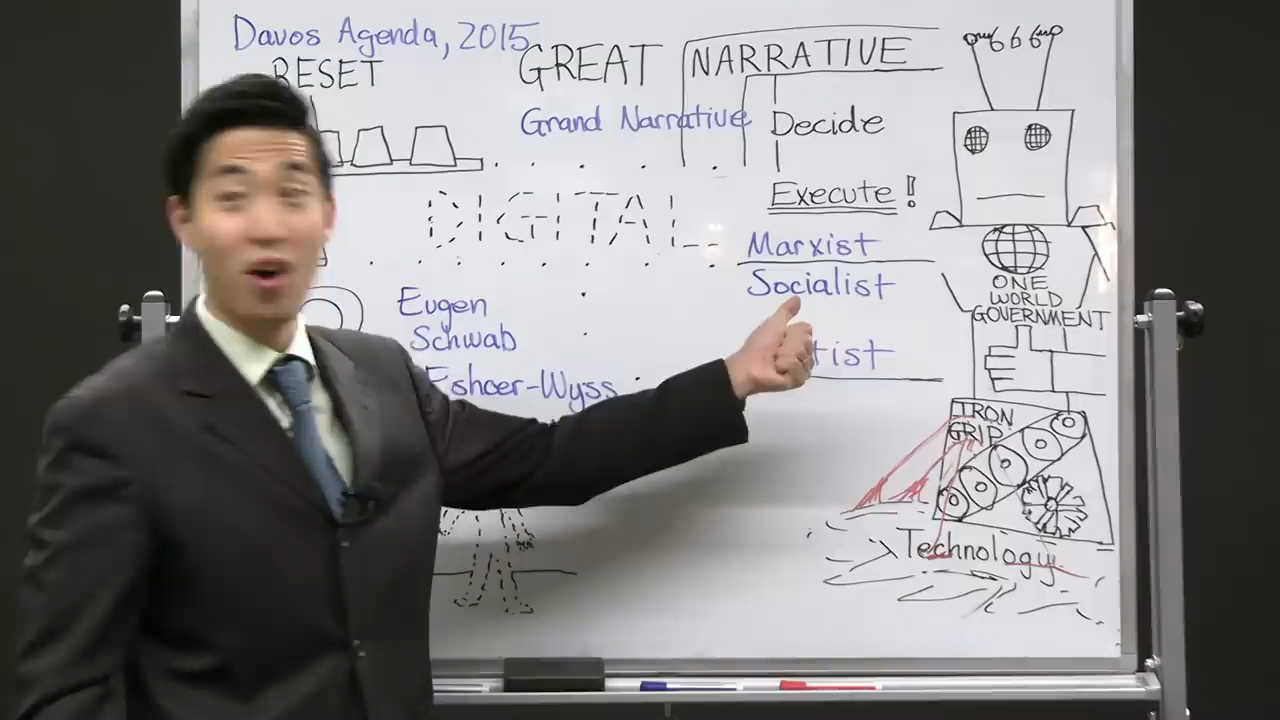 Davos Agenda, 2015
RESET
GREAT NARRATIVE
Grand Narrative
Decide
Execute!
DIGITAL
Marxist
Socialist
Eugen
Schwab
666
ONE
WORLD
GOVERNMENT
IRON
GRIP
Technology